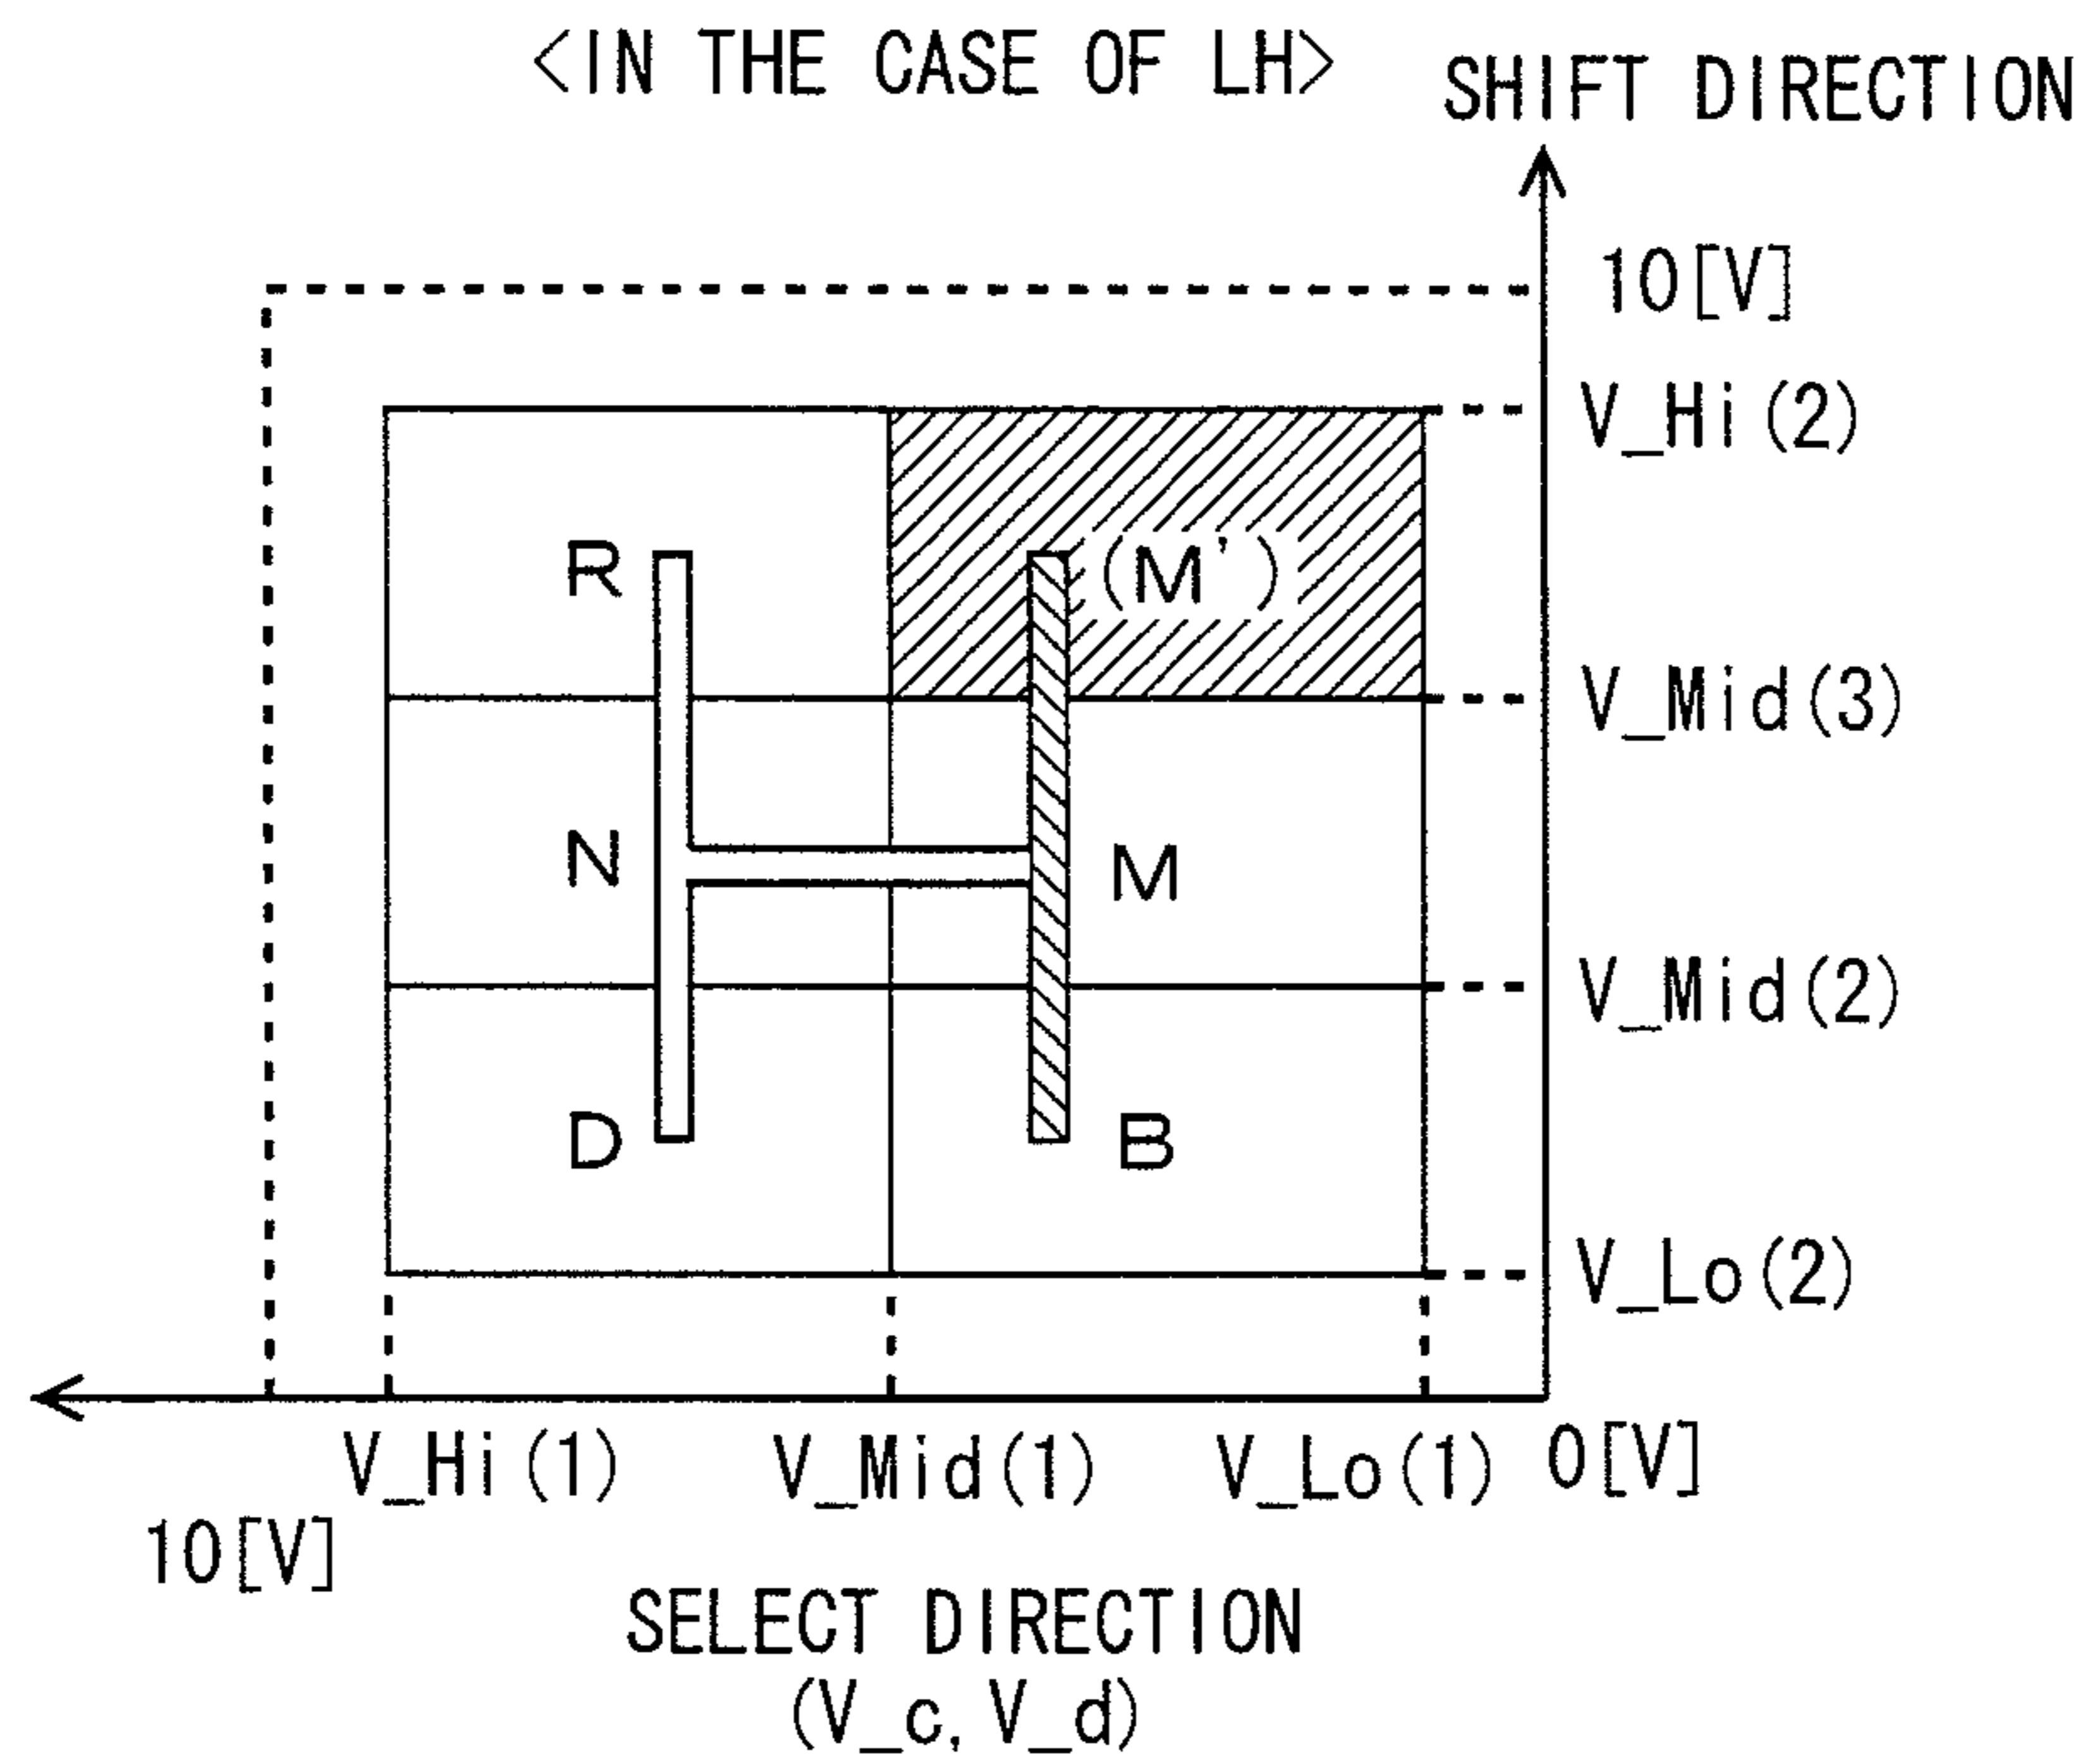 <IN THE CASE OF LH>
SHIFT DIRECTION
10[V]
V_Hi(2)
R (M')
V_Mid(3)
N M
V_Mid(2)
D B
V_Lo(2)
V_Hi(1) V_Mid(1) V_Lo(1) 0[V]
10[V]
SELECT DIRECTION
(V_c, V_d)